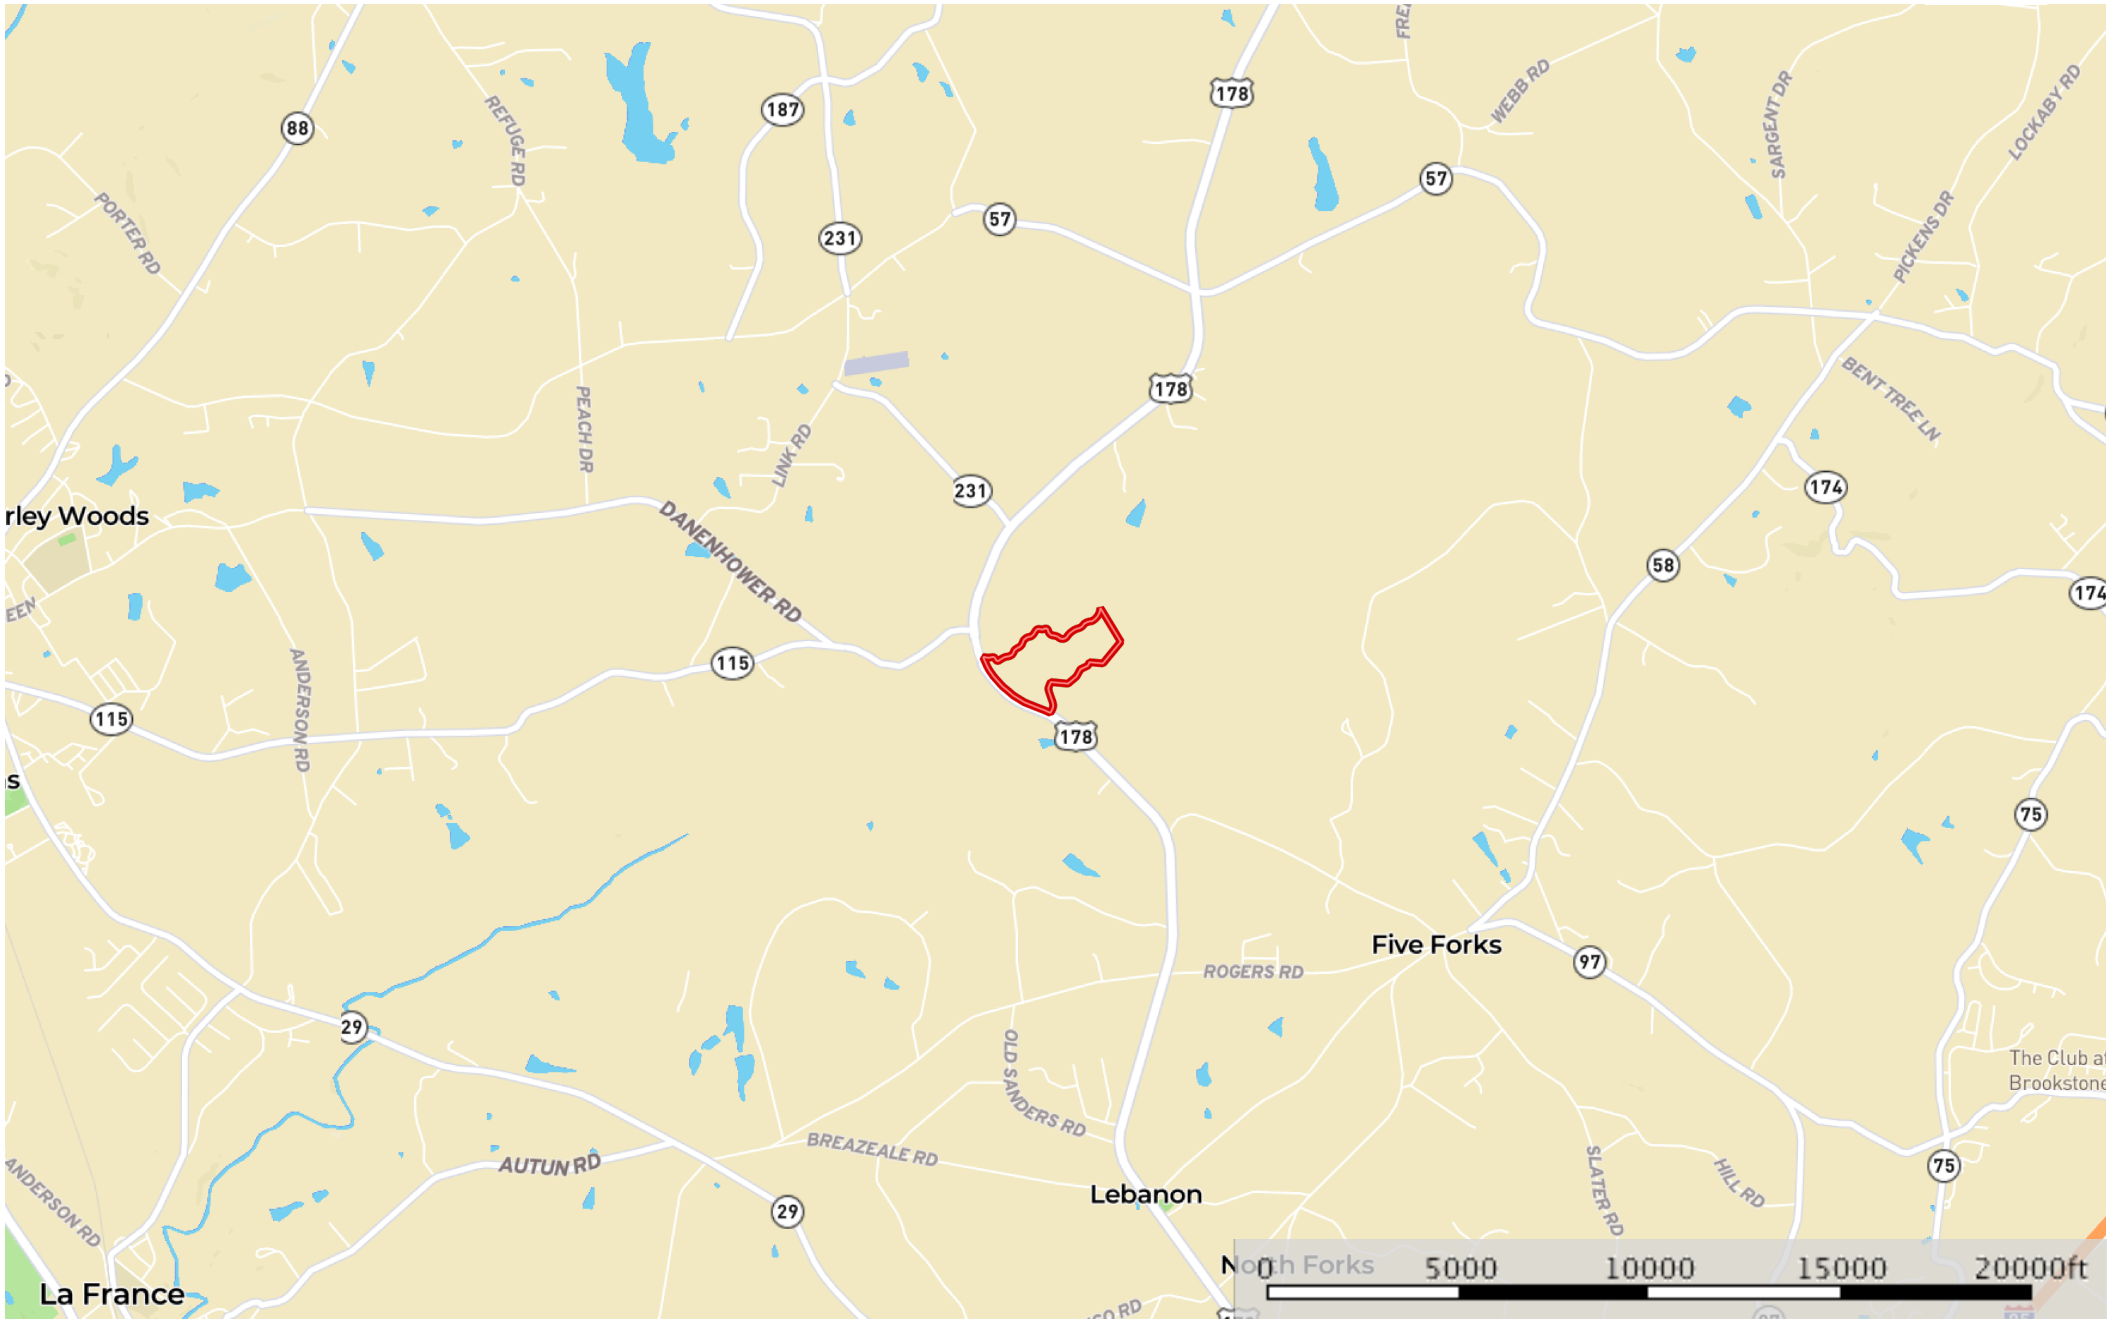 178
187
88
WEBB RD
SARGENT DR
LOCKABY RD
REFUGE RD
57
57
PORTER RD
231
PICKENS DR
178
BENT TREE LN
PEACH DR
LINK RD
231
174
rley Woods
DANENHOWER RD
58
174
EEN
115
ANDERSON RD
115
178
75
Five Forks
97
ROGERS RD
29
OLD SANDERS RD
The Club at
Brookstone
BREAZEALE RD
AUTUN RD
75
SLATER RD
HILL RD
ANDERSON RD
Lebanon
29
North Forks
La France
0 5000 10000 15000 20000ft